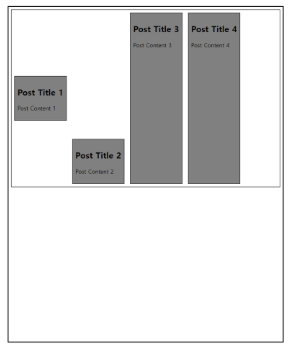 Post Title 1
Post Content 1
Post Title 2
Post Content 2
Post Title 3
Post Content 3
Post Title 4
Post Content 4